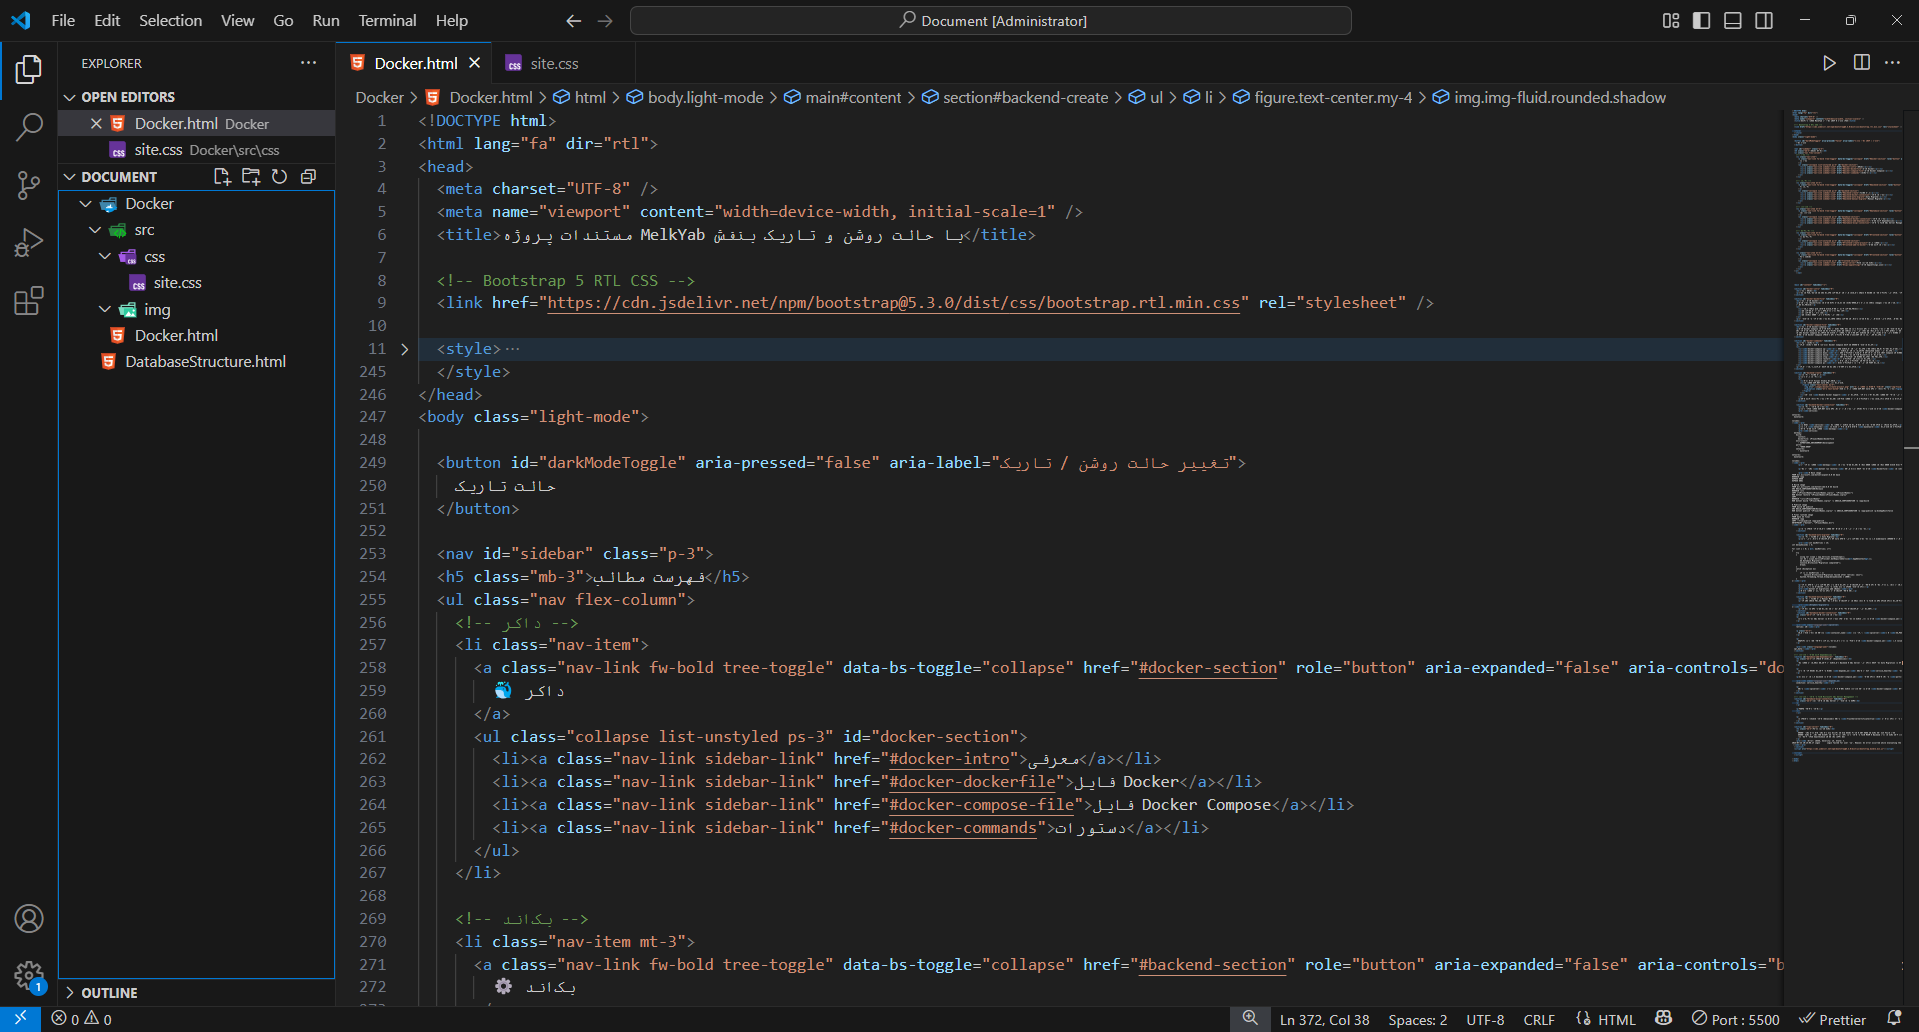 File Edit Selection View Go Run Terminal Help
Document [Administrator]
EXPLORER
OPEN EDITORS
Docker.html Docker
site.css Docker\src\css
DOCUMENT
Docker
src
css
site.css
img
Docker.html
DatabaseStructure.html
OUTLINE
Docker.html
site.css
Docker > Docker.html > html > body.light-mode > main#content > section#backend-create > ul > li > figure.text-center.my-4 > img.img-fluid.rounded.shadow
1 <!DOCTYPE html>
2 <html lang="fa" dir="rtl">
3 <head>
4 <meta charset="UTF-8" />
5 <meta name="viewport" content="width=device-width, initial-scale=1" />
6 <title>مستندات پروژه MelkYab با حالت روشن و تاریک بنفش</title>
7
8 <!-- Bootstrap 5 RTL CSS -->
9 <link href="https://cdn.jsdelivr.net/npm/bootstrap@5.3.0/dist/css/bootstrap.rtl.min.css" rel="stylesheet" />
10
11 <style>···
245 </style>
246 </head>
247 <body class="light-mode">
248
249 <button id="darkModeToggle" aria-pressed="false" aria-label="تغییر حالت روشن / تاریک">
250 حالت تاریک
251 </button>
252
253 <nav id="sidebar" class="p-3">
254 <h5 class="mb-3">فهرست مطالب</h5>
255 <ul class="nav flex-column">
256 <!-- داکر -->
257 <li class="nav-item">
258 <a class="nav-link fw-bold tree-toggle" data-bs-toggle="collapse" href="#docker-section" role="button" aria-expanded="false" aria-controls="do
259 🐳 داکر
260 </a>
261 <ul class="collapse list-unstyled ps-3" id="docker-section">
262 <li><a class="nav-link sidebar-link" href="#docker-intro">معرفی</a></li>
263 <li><a class="nav-link sidebar-link" href="#docker-dockerfile">فایل Docker</a></li>
264 <li><a class="nav-link sidebar-link" href="#docker-compose-file">فایل Docker Compose</a></li>
265 <li><a class="nav-link sidebar-link" href="#docker-commands">دستورات</a></li>
266 </ul>
267 </li>
268
269 <!-- بک‌اند -->
270 <li class="nav-item mt-3">
271 <a class="nav-link fw-bold tree-toggle" data-bs-toggle="collapse" href="#backend-section" role="button" aria-expanded="false" aria-controls="b
272 ⚙️ بک‌اند
1
0 0
Ln 372, Col 38 Spaces: 2 UTF-8 CRLF HTML Port : 5500 Prettier